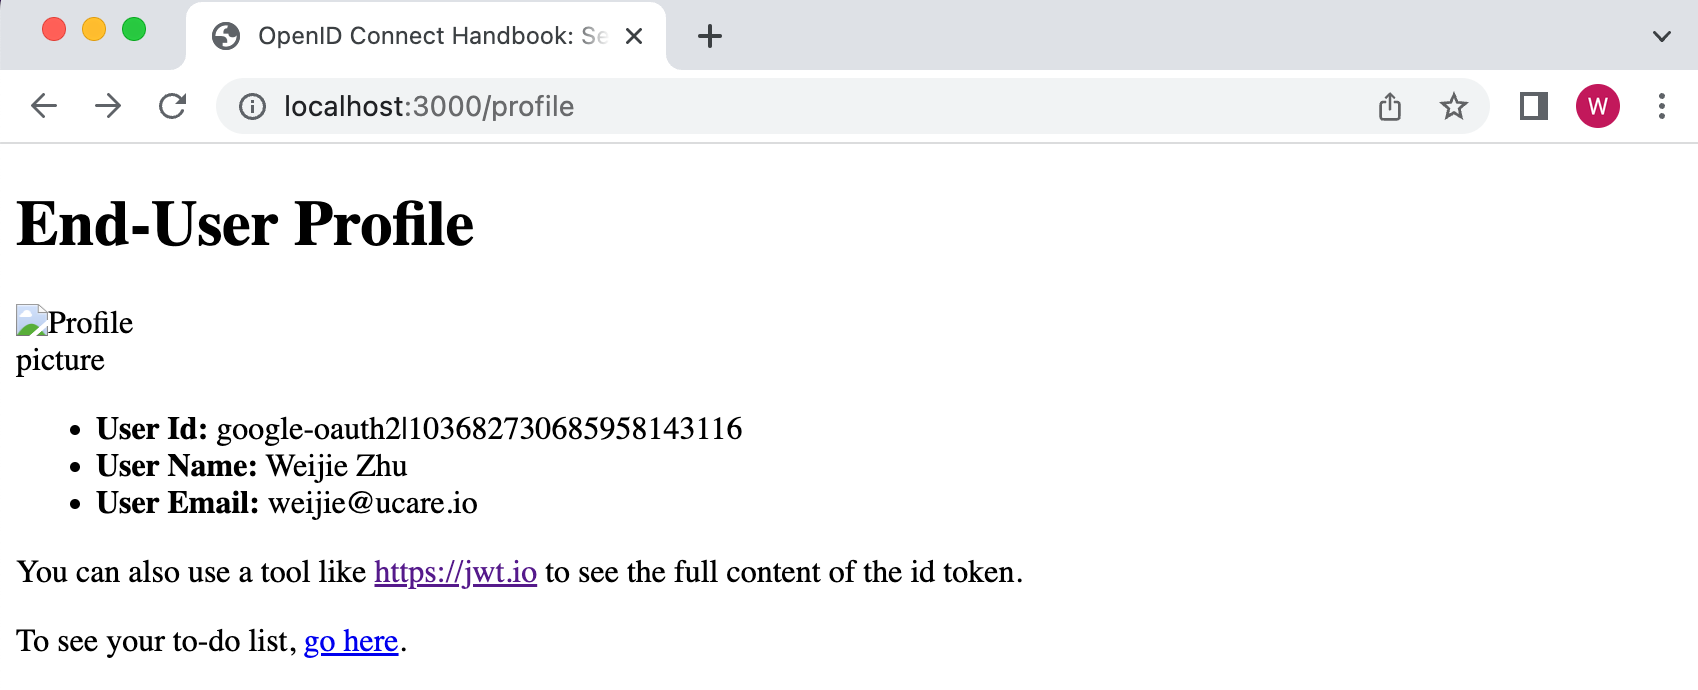 OpenID Connect Handbook: Se
localhost:3000/profile
W
End-User Profile
Profile
picture
User Id: google-oauth2|103682730685958143116
User Name: Weijie Zhu
User Email: weijie@ucare.io
You can also use a tool like https://jwt.io to see the full content of the id token.
To see your to-do list, go here.